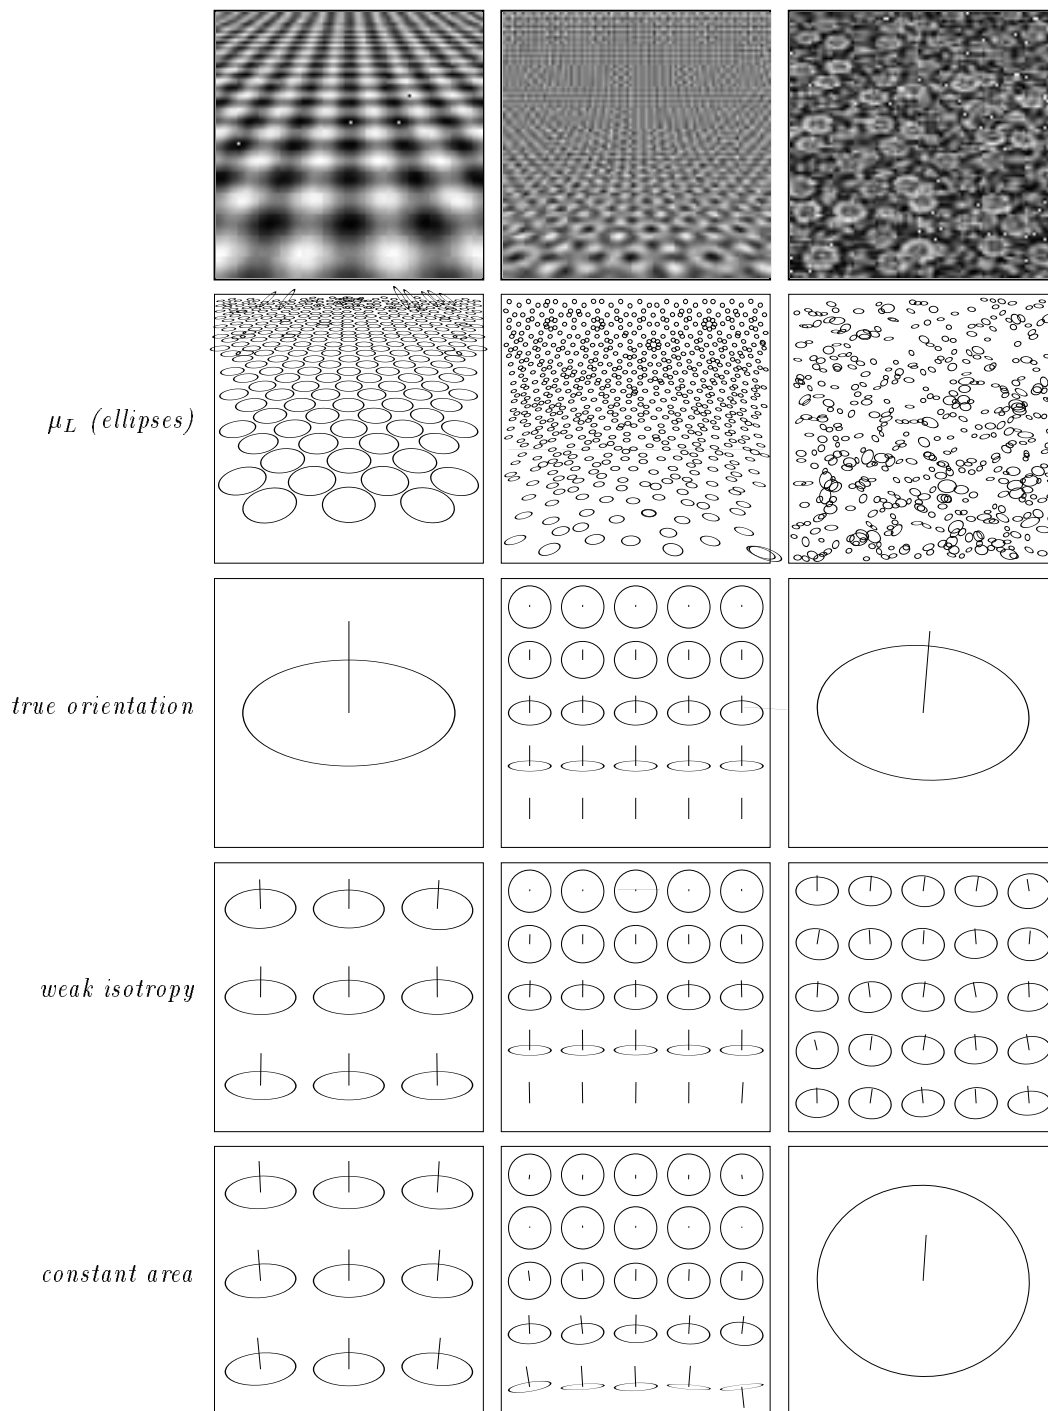 μ_L (ellipses)
true orientation
weak isotropy
constant area